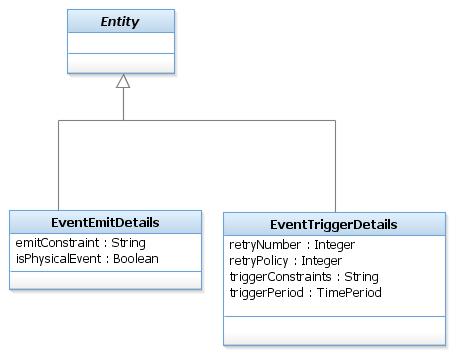 Entity
EventEmitDetails
emitConstraint : String
isPhysicalEvent : Boolean
EventTriggerDetails
retryNumber : Integer
retryPolicy : Integer
triggerConstraints : String
triggerPeriod : TimePeriod